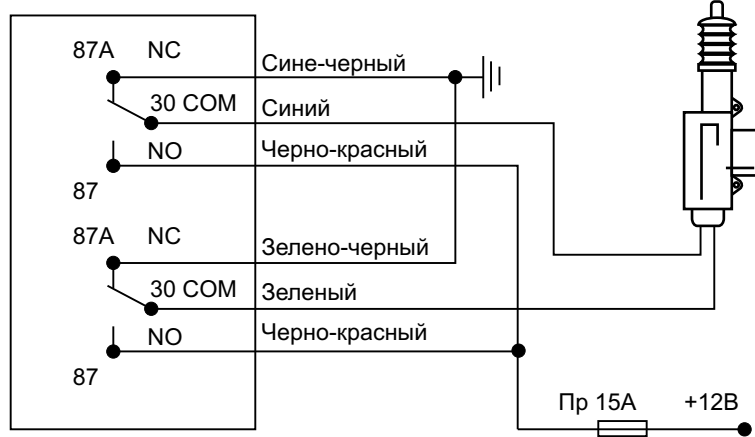 87A NC
Сине-черный
30 COM
Синий
NO
Черно-красный
87
87A NC
Зелено-черный
30 COM
Зеленый
NO
Черно-красный
87
Пр 15А
+12В